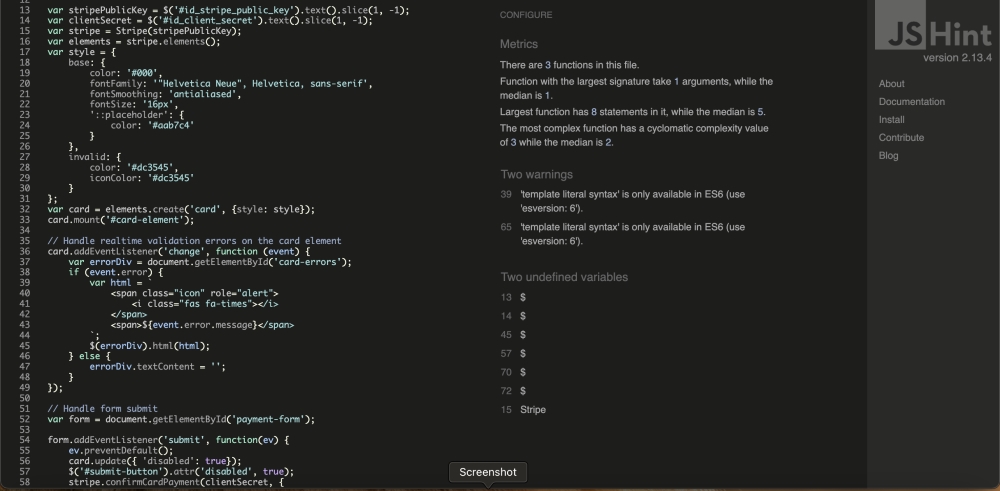 12
13 var stripePublicKey = $('#id_stripe_public_key').text().slice(1, -1);
14 var clientSecret = $('#id_client_secret').text().slice(1, -1);
15 var stripe = Stripe(stripePublicKey);
16 var elements = stripe.elements();
17 var style = {
18 base: {
19 color: '#000',
20 fontFamily: '"Helvetica Neue", Helvetica, sans-serif',
21 fontSmoothing: 'antialiased',
22 fontSize: '16px',
23 '::placeholder': {
24 color: '#aab7c4'
25 }
26 },
27 invalid: {
28 color: '#dc3545',
29 iconColor: '#dc3545'
30 }
31 };
32 var card = elements.create('card', {style: style});
33 card.mount('#card-element');
34
35 // Handle realtime validation errors on the card element
36 card.addEventListener('change', function (event) {
37 var errorDiv = document.getElementById('card-errors');
38 if (event.error) {
39 var html = `
40 <span class="icon" role="alert">
41 <i class="fas fa-times"></i>
42 </span>
43 <span>${event.error.message}</span>
44 `;
45 $(errorDiv).html(html);
46 } else {
47 errorDiv.textContent = '';
48 }
49 });
50
51 // Handle form submit
52 var form = document.getElementById('payment-form');
53
54 form.addEventListener('submit', function(ev) {
55 ev.preventDefault();
56 card.update({ 'disabled': true});
57 $('#submit-button').attr('disabled', true);
58 stripe.confirmCardPayment(clientSecret, {
CONFIGURE
Metrics
There are 3 functions in this file.
Function with the largest signature take 1 arguments, while the
median is 1.
Largest function has 8 statements in it, while the median is 5.
The most complex function has a cyclomatic complexity value
of 3 while the median is 2.
Two warnings
39 'template literal syntax' is only available in ES6 (use
'esversion: 6').
65 'template literal syntax' is only available in ES6 (use
'esversion: 6').
Two undefined variables
13 $
14 $
45 $
57 $
70 $
72 $
15 Stripe
JSHint
version 2.13.4
About
Documentation
Install
Contribute
Blog
Screenshot